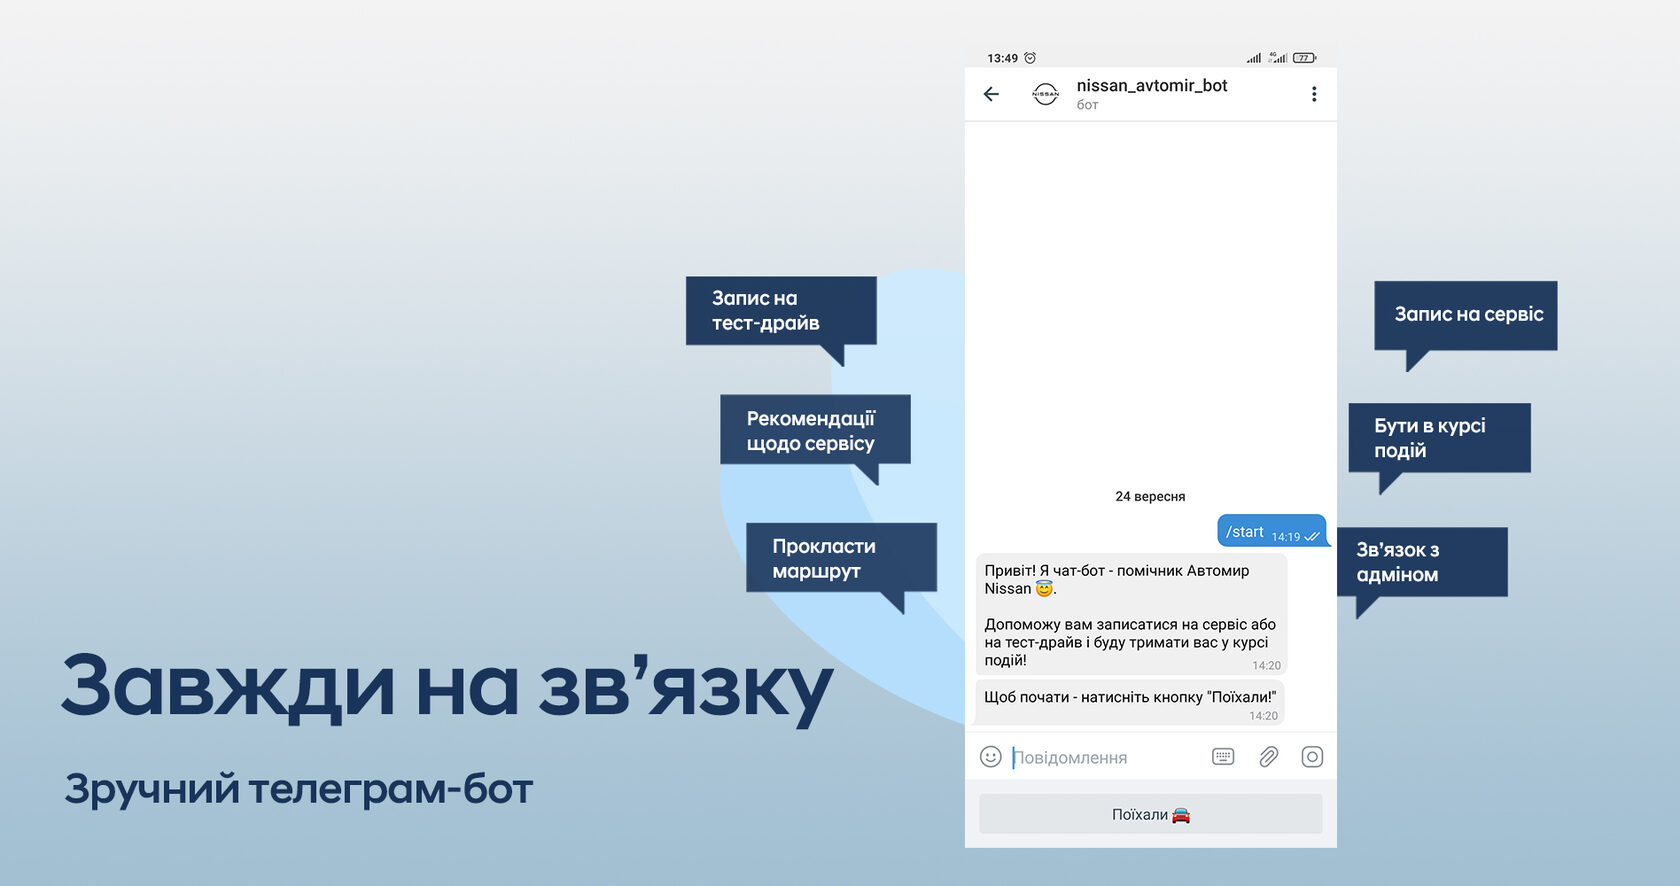 13:49
4G
77
NISSAN
nissan_avtomir_bot
бот
Запис на
тест-драйв
Рекомендації
щодо сервісу
Прокласти
маршрут
Запис на сервіс
Бути в курсі
подій
Зв’язок з
адміном
24 вересня
/start 14:19
Привіт! Я чат-бот - помічник Автомир
Nissan 😇.
Допоможу вам записатися на сервіс або
на тест-драйв і буду тримати вас у курсі
подій!
14:20
Щоб почати - натисніть кнопку "Поїхали!"
14:20
Повідомлення
Поїхали 🚘
Завжди на зв’язку
Зручний телеграм-бот